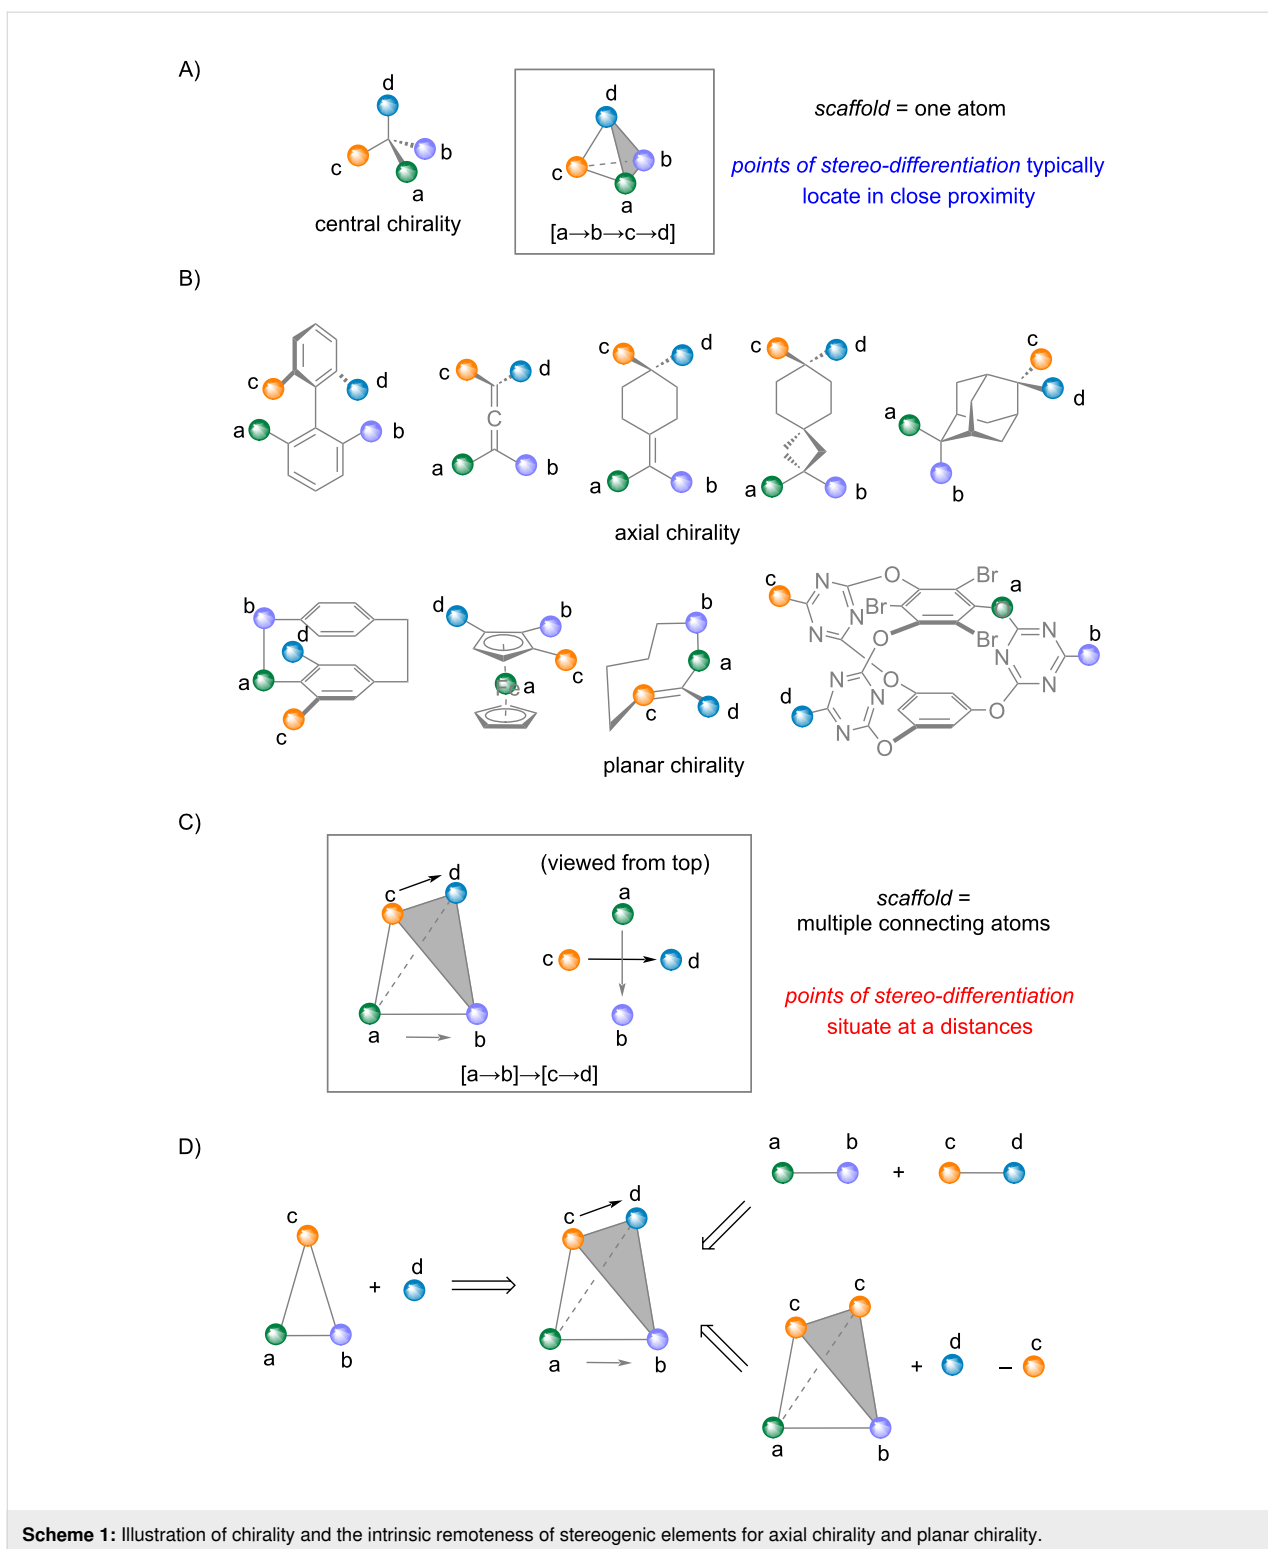 A)
d
c
b
a
central chirality
d
c
b
a
[a→b→c→d]
scaffold = one atom
points of stereo-differentiation typically
locate in close proximity
B)
c
d
a
b
c
d
C
a
b
c
d
a
b
c
d
a
b
c
d
a
b
axial chirality
b
d
a
c
d
b
c
Fe
a
b
a
c
d
c
N
N
N
O
Br
Br
Br
a
O
N
N
N
b
d
N
N
N
O
O
O
planar chirality
C)
c
d
a
b
(viewed from top)
a
c
d
b
[a→b]→[c→d]
scaffold =
multiple connecting atoms
points of stereo-differentiation
situate at a distances
D)
c
a
b
+
d
c
d
a
b
a
b
+
c
d
c
c
a
b
+
d
–
c
Scheme 1: Illustration of chirality and the intrinsic remoteness of stereogenic elements for axial chirality and planar chirality.